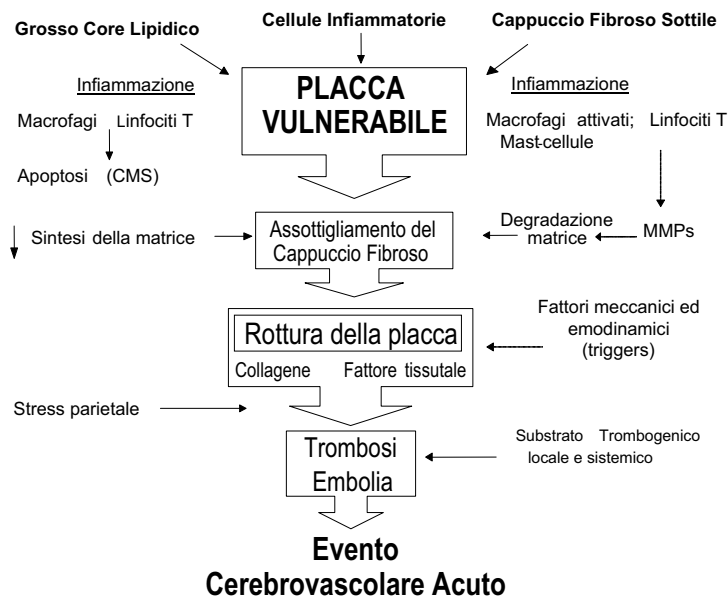 Grosso Core Lipidico
Cellule Infiammatorie
Cappuccio Fibroso Sottile
PLACCA
VULNERABILE
Infiammazione
Macrofagi Linfociti T
Apoptosi (CMS)
Infiammazione
Macrofagi attivati; Linfociti T
Mast-cellule
Sintesi della matrice
Assottigliamento del
Cappuccio Fibroso
Degradazione
matrice
MMPs
Rottura della placca
Collagene Fattore tissutale
Fattori meccanici ed
emodinamici
(triggers)
Stress parietale
Trombosi
Embolia
Substrato Trombogenico
locale e sistemico
Evento
Cerebrovascolare Acuto